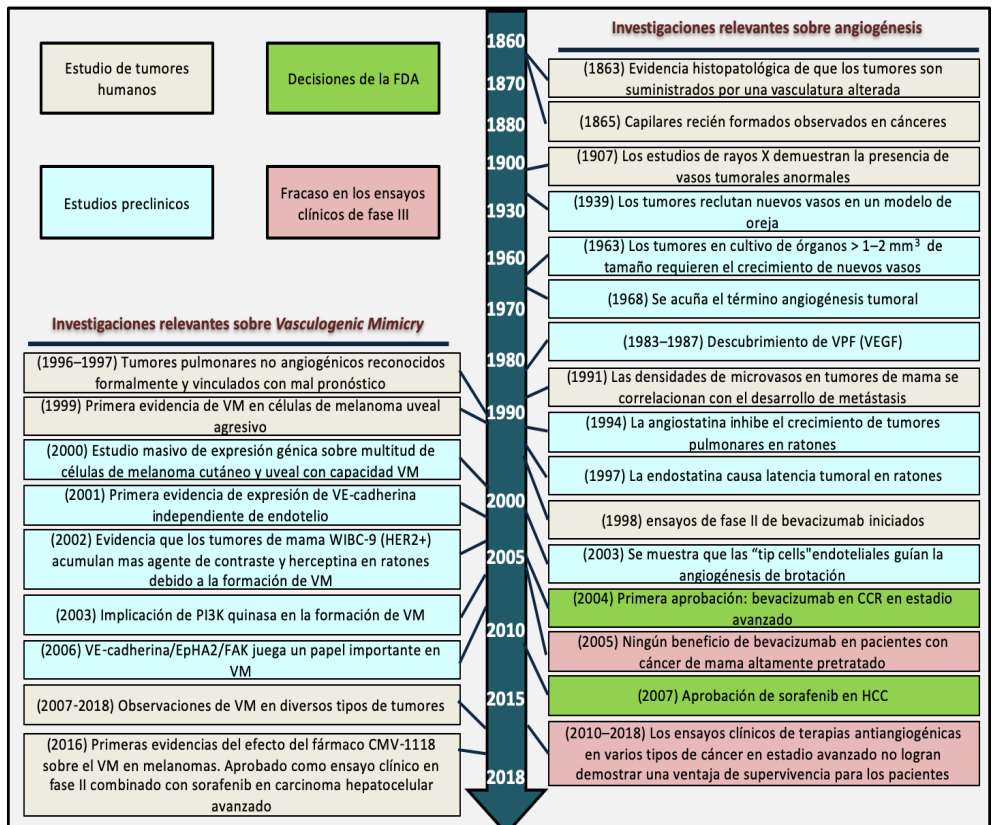 Estudio de tumores
humanos
Decisiones de la FDA
Estudios preclinicos
Fracaso en los ensayos
clínicos de fase III
1860
1870
1880
1900
1930
1960
1970
1980
1990
2000
2005
2010
2015
2018
Investigaciones relevantes sobre angiogénesis
(1863) Evidencia histopatológica de que los tumores son
suministrados por una vasculatura alterada
(1865) Capilares recién formados observados en cánceres
(1907) Los estudios de rayos X demuestran la presencia de
vasos tumorales anormales
(1939) Los tumores reclutan nuevos vasos en un modelo de
oreja
(1963) Los tumores en cultivo de órganos > 1–2 mm³ de
tamaño requieren el crecimiento de nuevos vasos
(1968) Se acuña el término angiogénesis tumoral
(1983–1987) Descubrimiento de VPF (VEGF)
(1991) Las densidades de microvasos en tumores de mama se
correlacionan con el desarrollo de metástasis
(1994) La angiostatina inhibe el crecimiento de tumores
pulmonares en ratones
(1997) La endostatina causa latencia tumoral en ratones
(1998) ensayos de fase II de bevacizumab iniciados
(2003) Se muestra que las “tip cells"endoteliales guían la
angiogénesis de brotación
(2004) Primera aprobación: bevacizumab en CCR en estadio
avanzado
(2005) Ningún beneficio de bevacizumab en pacientes con
cáncer de mama altamente pretratado
(2007) Aprobación de sorafenib en HCC
(2010–2018) Los ensayos clínicos de terapias antiangiogénicas
en varios tipos de cáncer en estadio avanzado no logran
demostrar una ventaja de supervivencia para los pacientes
Investigaciones relevantes sobre Vasculogenic Mimicry
(1996–1997) Tumores pulmonares no angiogénicos reconocidos
formalmente y vinculados con mal pronóstico
(1999) Primera evidencia de VM en células de melanoma uveal
agresivo
(2000) Estudio masivo de expresión génica sobre multitud de
células de melanoma cutáneo y uveal con capacidad VM
(2001) Primera evidencia de expresión de VE-cadherina
independiente de endotelio
(2002) Evidencia que los tumores de mama WIBC-9 (HER2+)
acumulan mas agente de contraste y herceptina en ratones
debido a la formación de VM
(2003) Implicación de PI3K quinasa en la formación de VM
(2006) VE-cadherina/EpHA2/FAK juega un papel importante en
VM
(2007-2018) Observaciones de VM en diversos tipos de tumores
(2016) Primeras evidencias del efecto del fármaco CMV-1118
sobre el VM en melanomas. Aprobado como ensayo clínico en
fase II combinado con sorafenib en carcinoma hepatocelular
avanzado